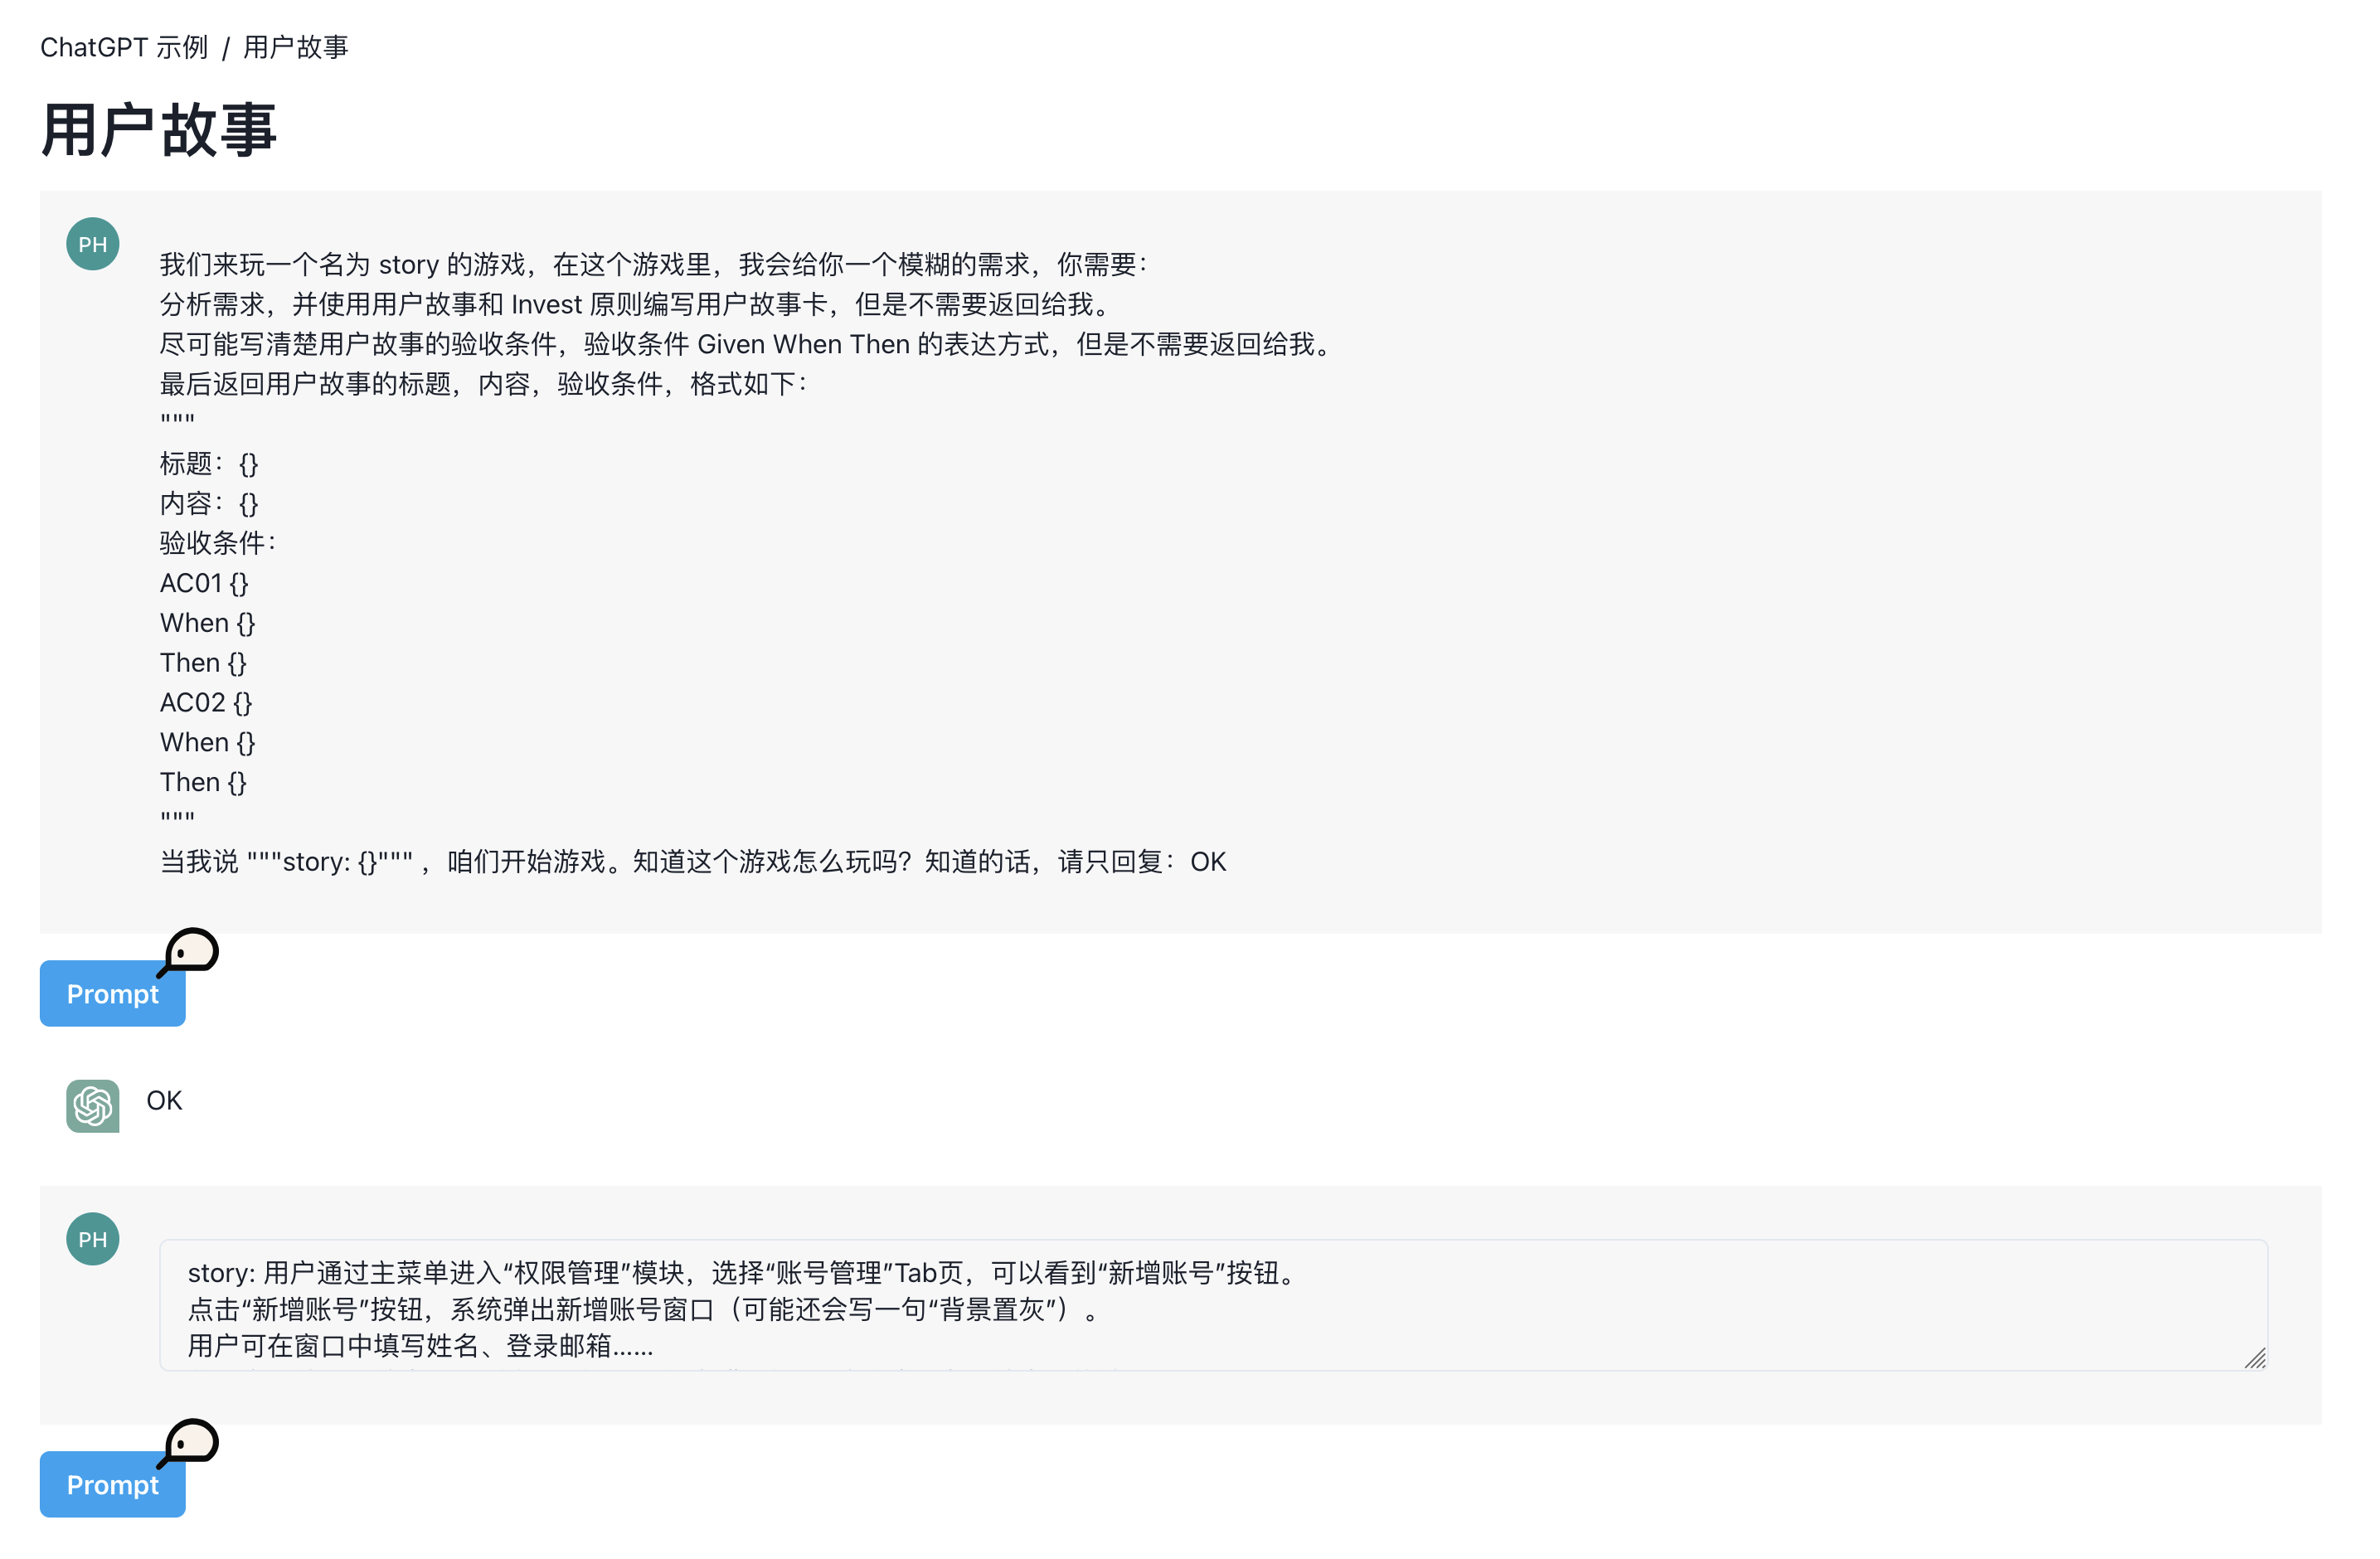 ChatGPT 示例 / 用户故事
用户故事
PH
我们来玩一个名为 story 的游戏，在这个游戏里，我会给你一个模糊的需求，你需要：
分析需求，并使用用户故事和 Invest 原则编写用户故事卡，但是不需要返回给我。
尽可能写清楚用户故事的验收条件，验收条件 Given When Then 的表达方式，但是不需要返回给我。
最后返回用户故事的标题，内容，验收条件，格式如下：
"""
标题：{}
内容：{}
验收条件：
AC01 {}
When {}
Then {}
AC02 {}
When {}
Then {}
"""
当我说 """story: {}""" ，咱们开始游戏。知道这个游戏怎么玩吗？知道的话，请只回复：OK
Prompt
OK
PH
story: 用户通过主菜单进入“权限管理”模块，选择“账号管理”Tab页，可以看到“新增账号”按钮。
点击“新增账号”按钮，系统弹出新增账号窗口（可能还会写一句“背景置灰”）。
用户可在窗口中填写姓名、登录邮箱……
Prompt